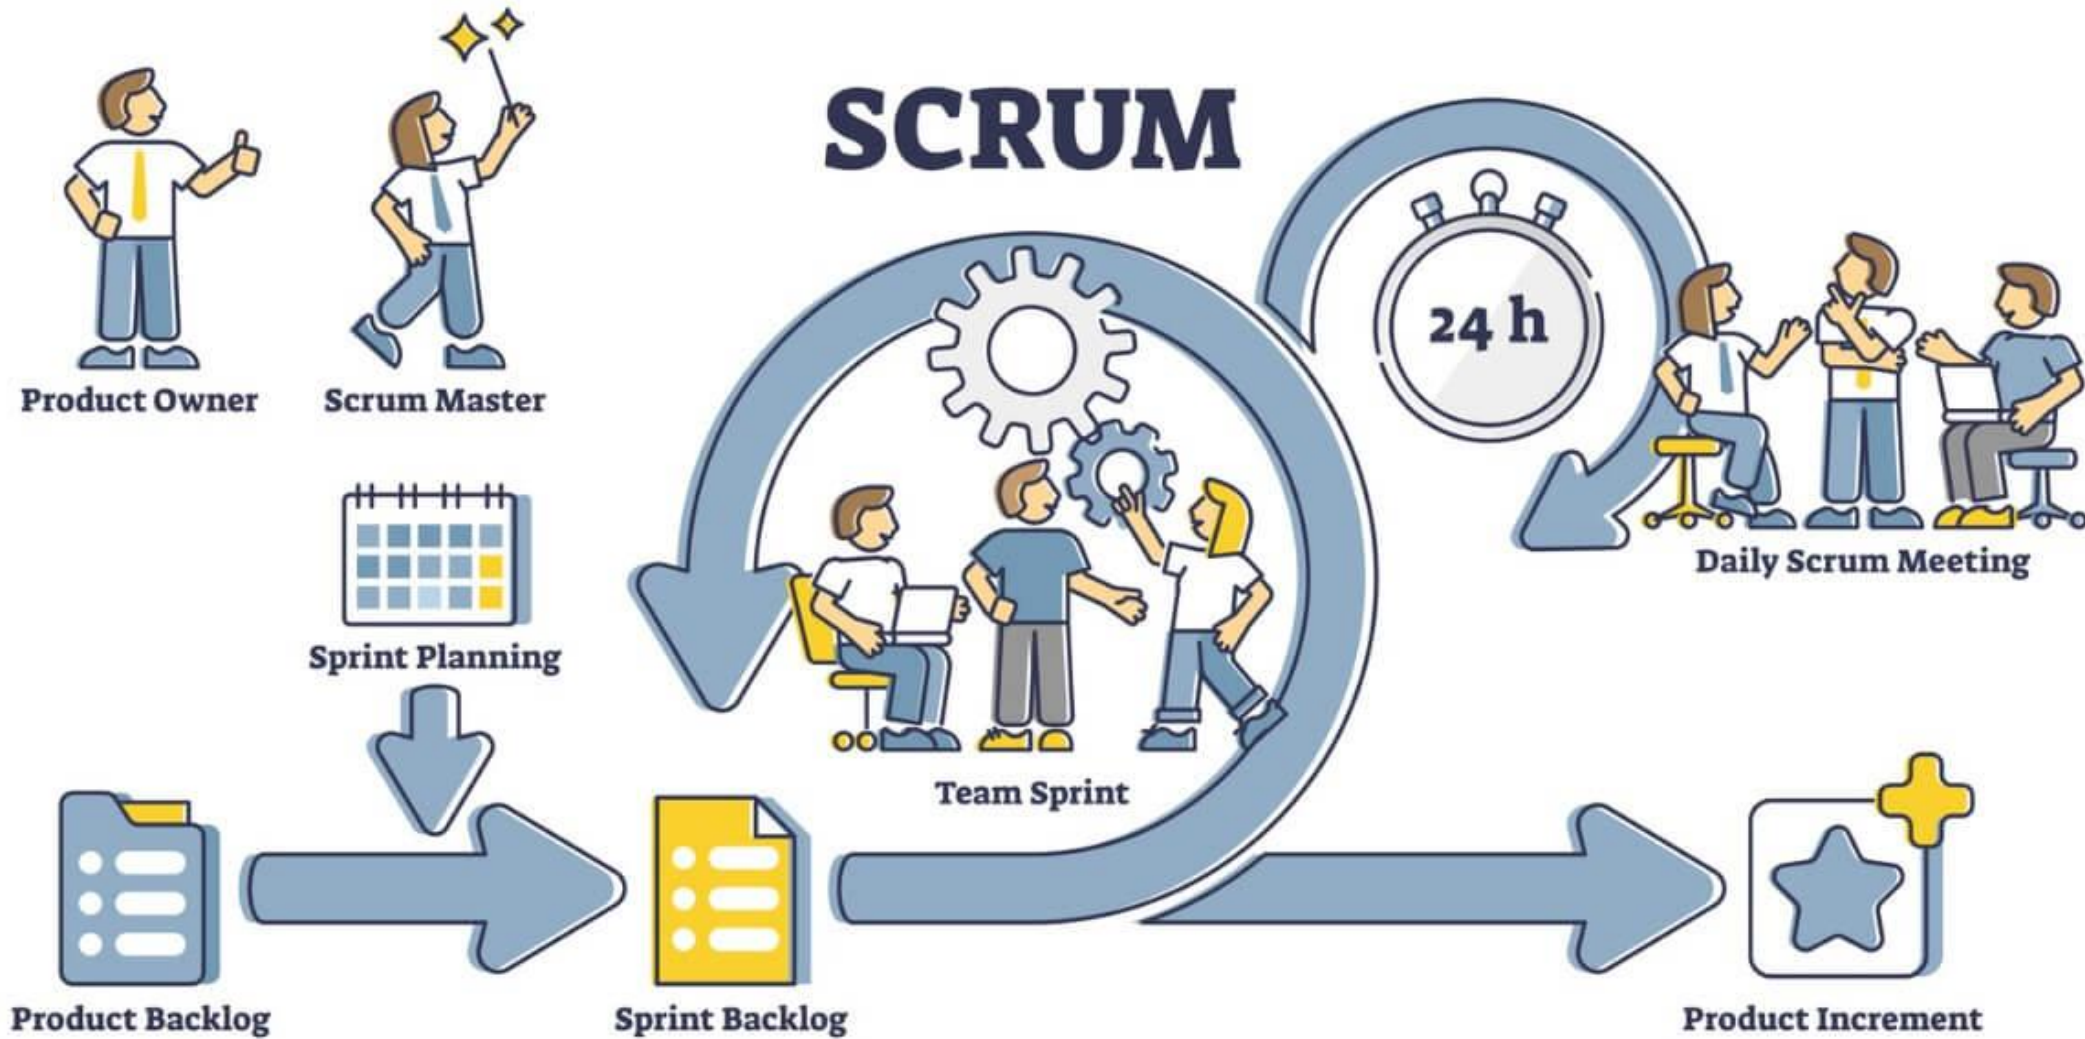 SCRUM
24 h
Product Owner
Scrum Master
Daily Scrum Meeting
Sprint Planning
Team Sprint
Product Backlog
Sprint Backlog
Product Increment